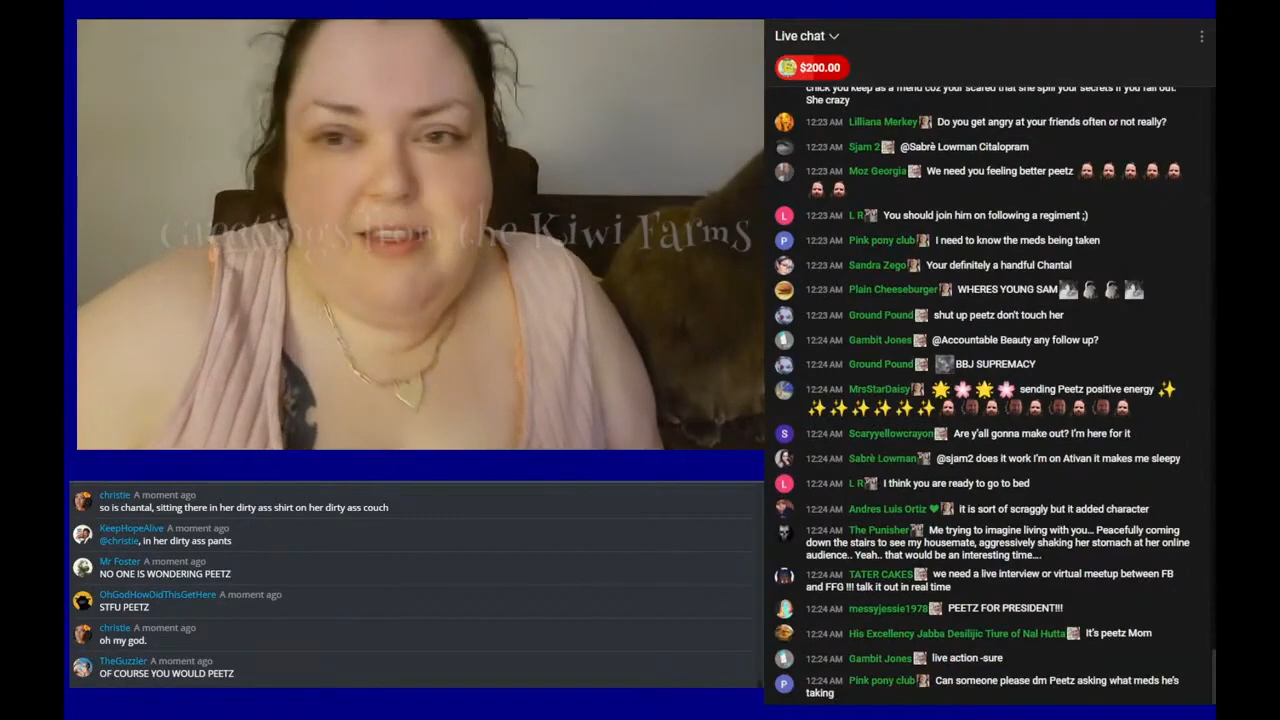 Greetings from the Kiwi Farms
christie A moment ago
so is chantal, sitting there in her dirty ass shirt on her dirty ass couch
KeepHopeAlive A moment ago
@christie, in her dirty ass pants
Mr Foster A moment ago
NO ONE IS WONDERING PEETZ
OhGodHowDidThisGetHere A moment ago
STFU PEETZ
christie A moment ago
oh my god.
TheGuzzler A moment ago
OF COURSE YOU WOULD PEETZ
Live chat
$200.00
chick you keep as a friend coz your scared that she spill your secrets if you fall out.
She crazy
12:23 AM Lilliana Merkey Do you get angry at your friends often or not really?
12:23 AM Sjam 2 @Sabrè Lowman Citalopram
12:23 AM Moz Georgia We need you feeling better peetz
L 12:23 AM L R You should join him on following a regiment ;)
P 12:23 AM Pink pony club I need to know the meds being taken
12:23 AM Sandra Zego Your definitely a handful Chantal
12:23 AM Plain Cheeseburger WHERES YOUNG SAM
12:23 AM Ground Pound shut up peetz don't touch her
12:24 AM Gambit Jones @Accountable Beauty any follow up?
12:24 AM Ground Pound BBJ SUPREMACY
12:24 AM MrsStarDaisy sending Peetz positive energy
S 12:24 AM Scaryyellowcrayon Are y'all gonna make out? I'm here for it
12:24 AM Sabrè Lowman @sjam2 does it work I'm on Ativan it makes me sleepy
L 12:24 AM L R I think you are ready to go to bed
12:24 AM Andres Luis Ortiz it is sort of scraggly but it added character
12:24 AM The Punisher Me trying to imagine living with you... Peacefully coming
down the stairs to see my housemate, aggressively shaking her stomach at her online
audience.. Yeah.. that would be an interesting time....
12:24 AM TATER CAKES we need a live interview or virtual meetup between FB
and FFG !!! talk it out in real time
12:24 AM messyjessie1978 PEETZ FOR PRESIDENT!!!
12:24 AM His Excellency Jabba Desilijic Tiure of Nal Hutta It's peetz Mom
12:24 AM Gambit Jones live action -sure
P 12:24 AM Pink pony club Can someone please dm Peetz asking what meds he's
taking